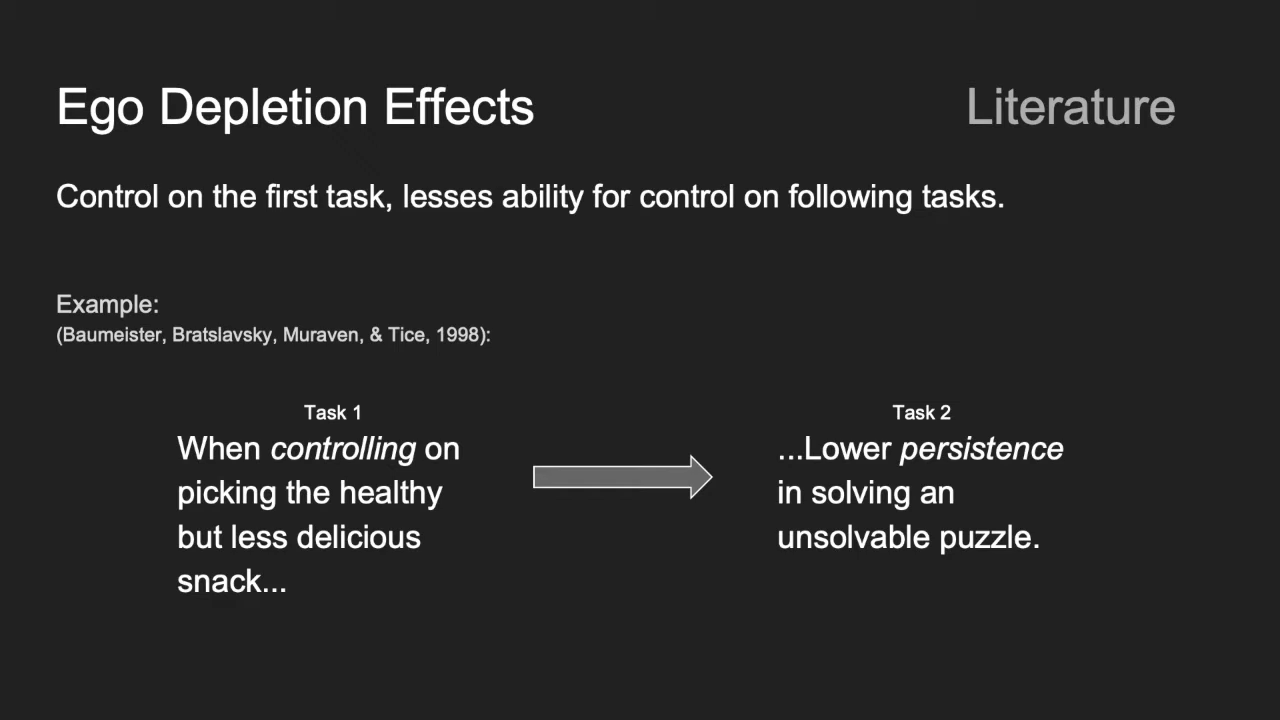 Ego Depletion Effects
Literature
Control on the first task, lesses ability for control on following tasks.
Example:
(Baumeister, Bratslavsky, Muraven, & Tice, 1998):
Task 1
When controlling on
picking the healthy
but less delicious
snack...
Task 2
...Lower persistence
in solving an
unsolvable puzzle.